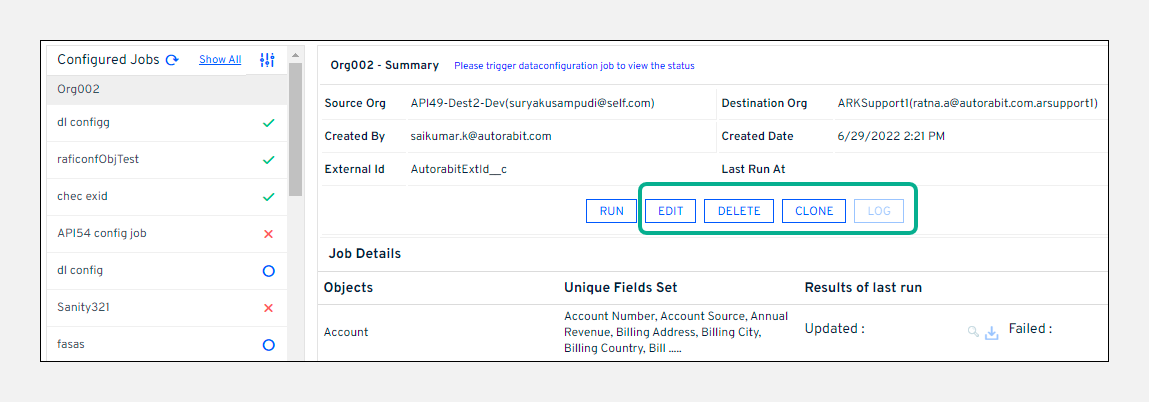 Configured Jobs Show All
Org002
dl configg
raficonfObjTest
chec exid
API54 config job
dl config
Sanity321
fasas
Org002 - Summary Please trigger dataconfiguration job to view the status
Source Org API49-Dest2-Dev(suryakusampudi@self.com) Destination Org ARKSupport1(ratna.a@autorabit.com.arsupport1)
Created By saikumar.k@autorabit.com Created Date 6/29/2022 2:21 PM
External Id AutorabitExtId__c Last Run At
RUN EDIT DELETE CLONE LOG
Job Details
Objects Unique Fields Set Results of last run
Account Account Number, Account Source, Annual
Revenue, Billing Address, Billing City,
Billing Country, Bill .....
Updated : Failed :